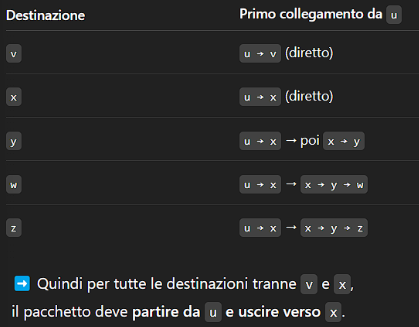 Destinazione Primo collegamento da u
v u → v (diretto)
x u → x (diretto)
y u → x → poi x → y
w u → x → x → y → w
z u → x → x → y → z
➡️ Quindi per tutte le destinazioni tranne v e x,
il pacchetto deve partire da u e uscire verso x.